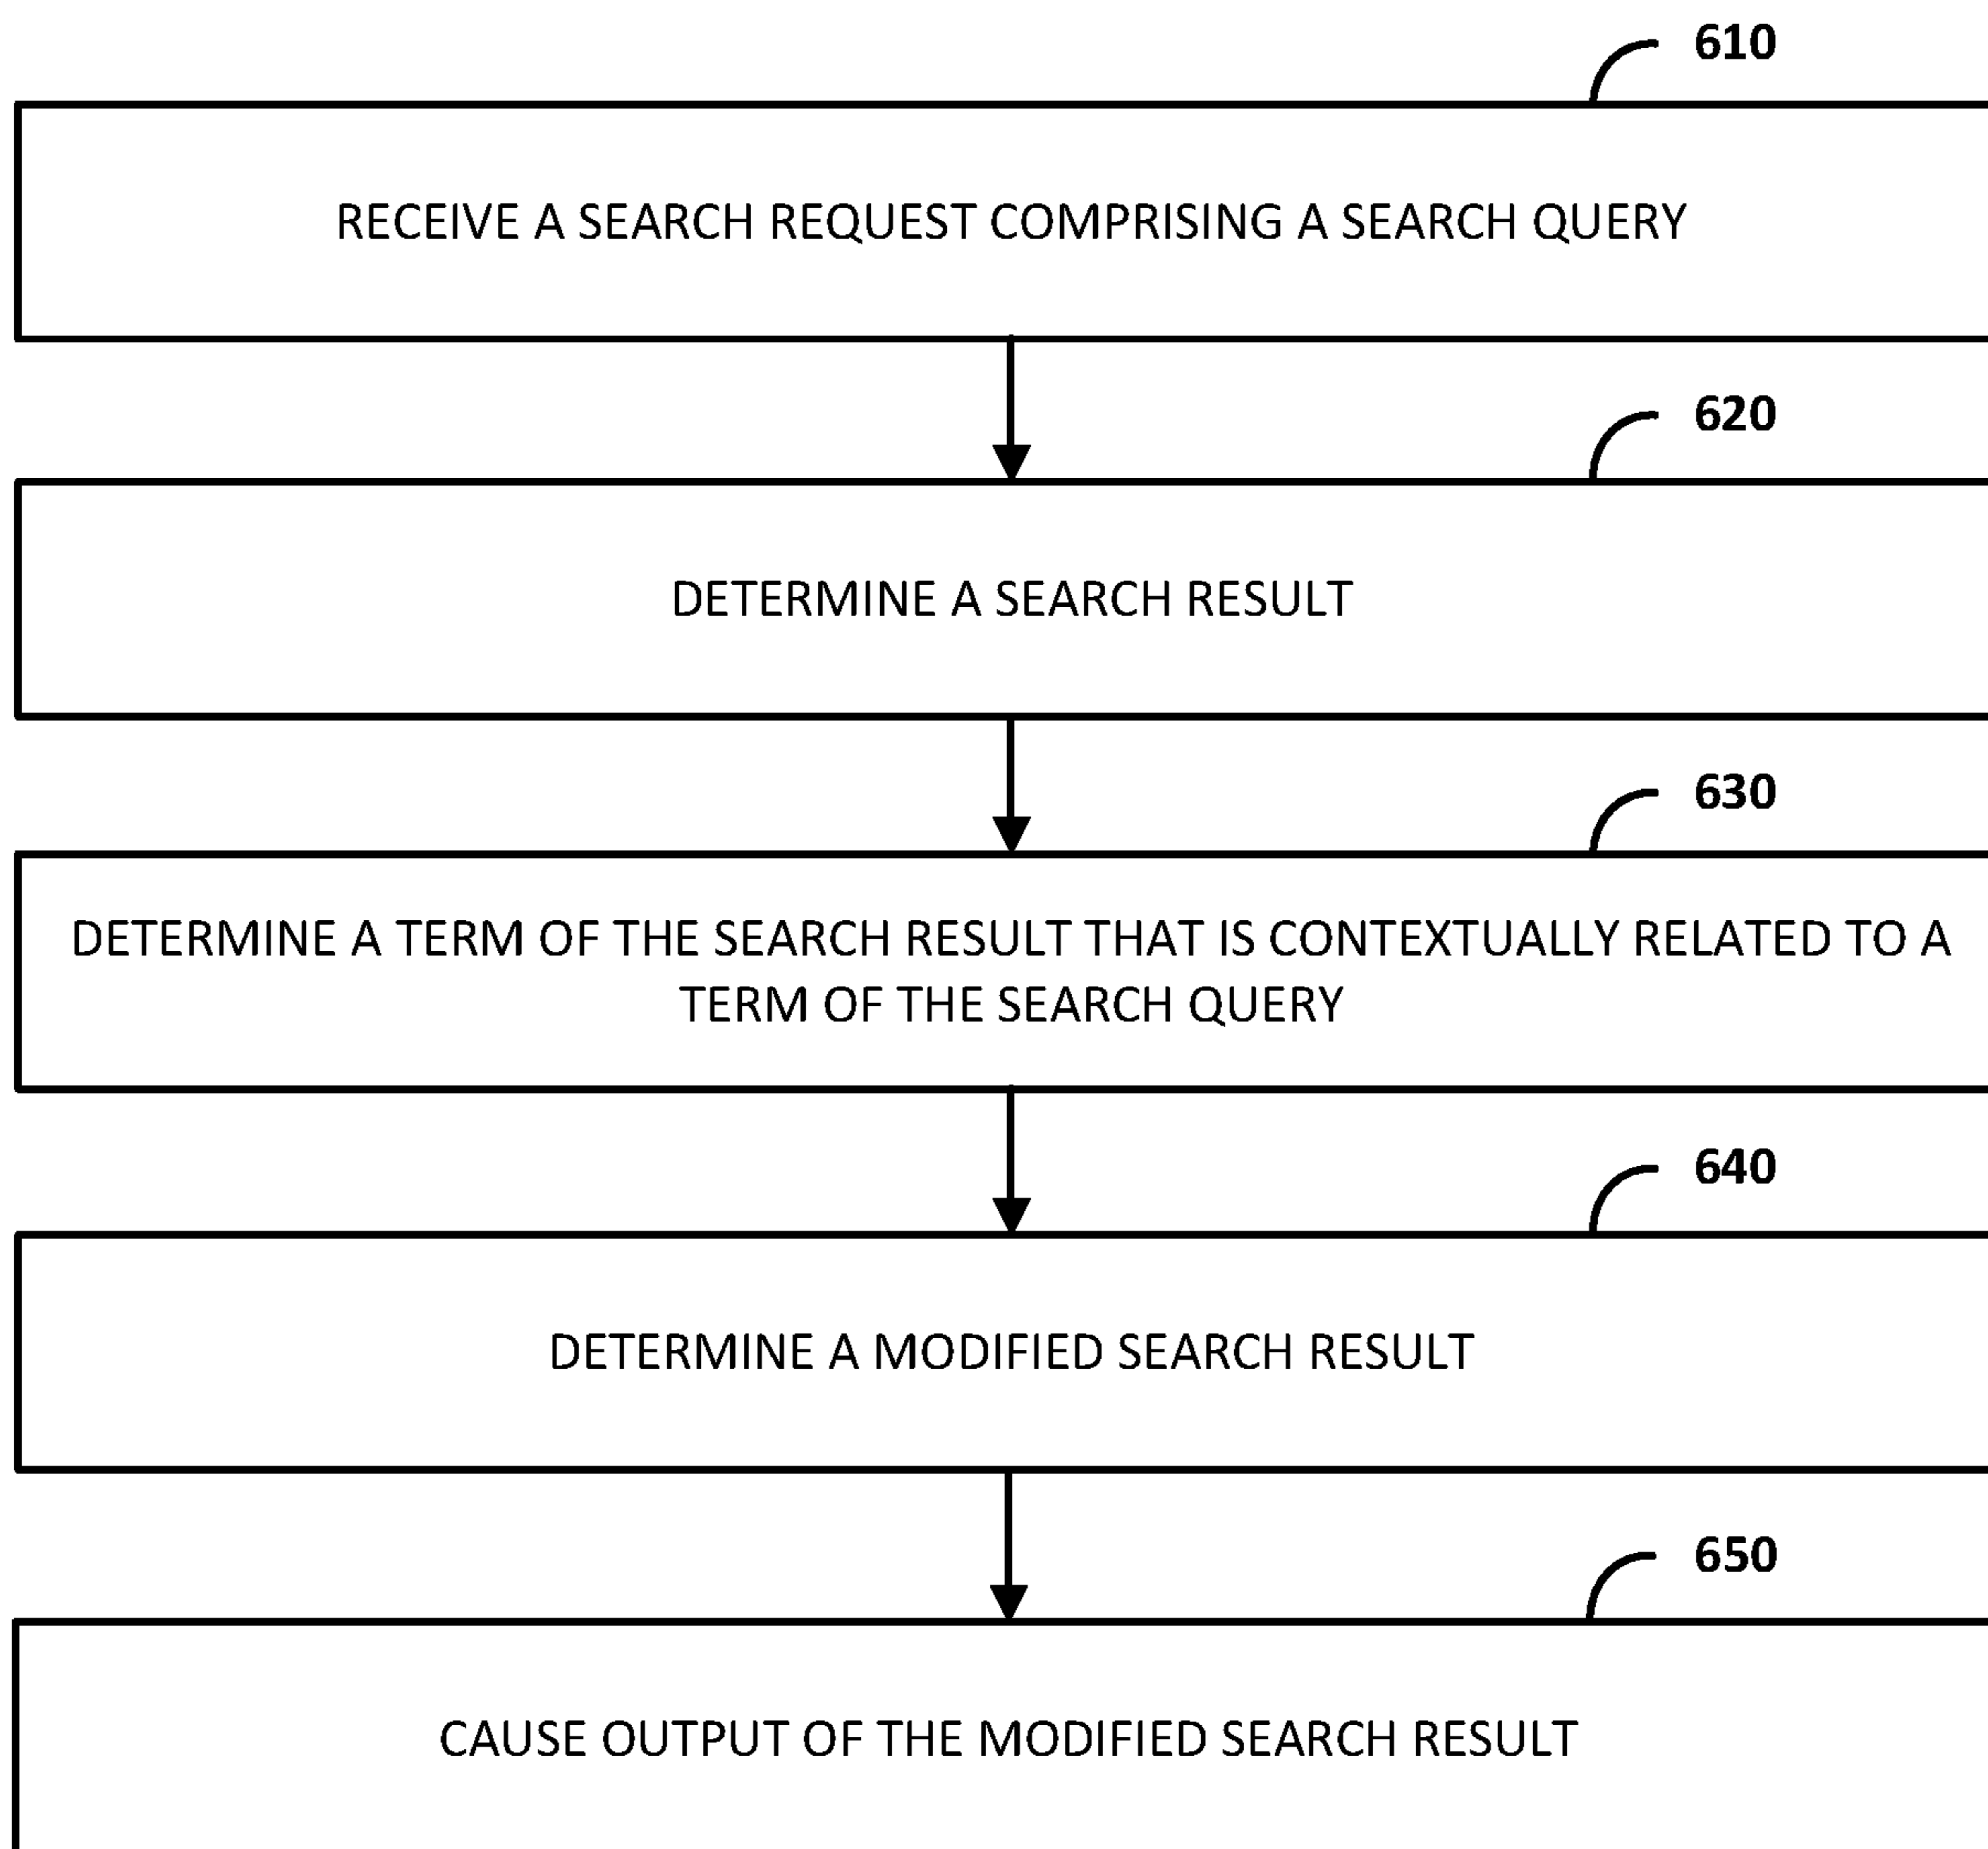 610
RECEIVE A SEARCH REQUEST COMPRISING A SEARCH QUERY
620
DETERMINE A SEARCH RESULT
630
DETERMINE A TERM OF THE SEARCH RESULT THAT IS CONTEXTUALLY RELATED TO A
TERM OF THE SEARCH QUERY
640
DETERMINE A MODIFIED SEARCH RESULT
650
CAUSE OUTPUT OF THE MODIFIED SEARCH RESULT